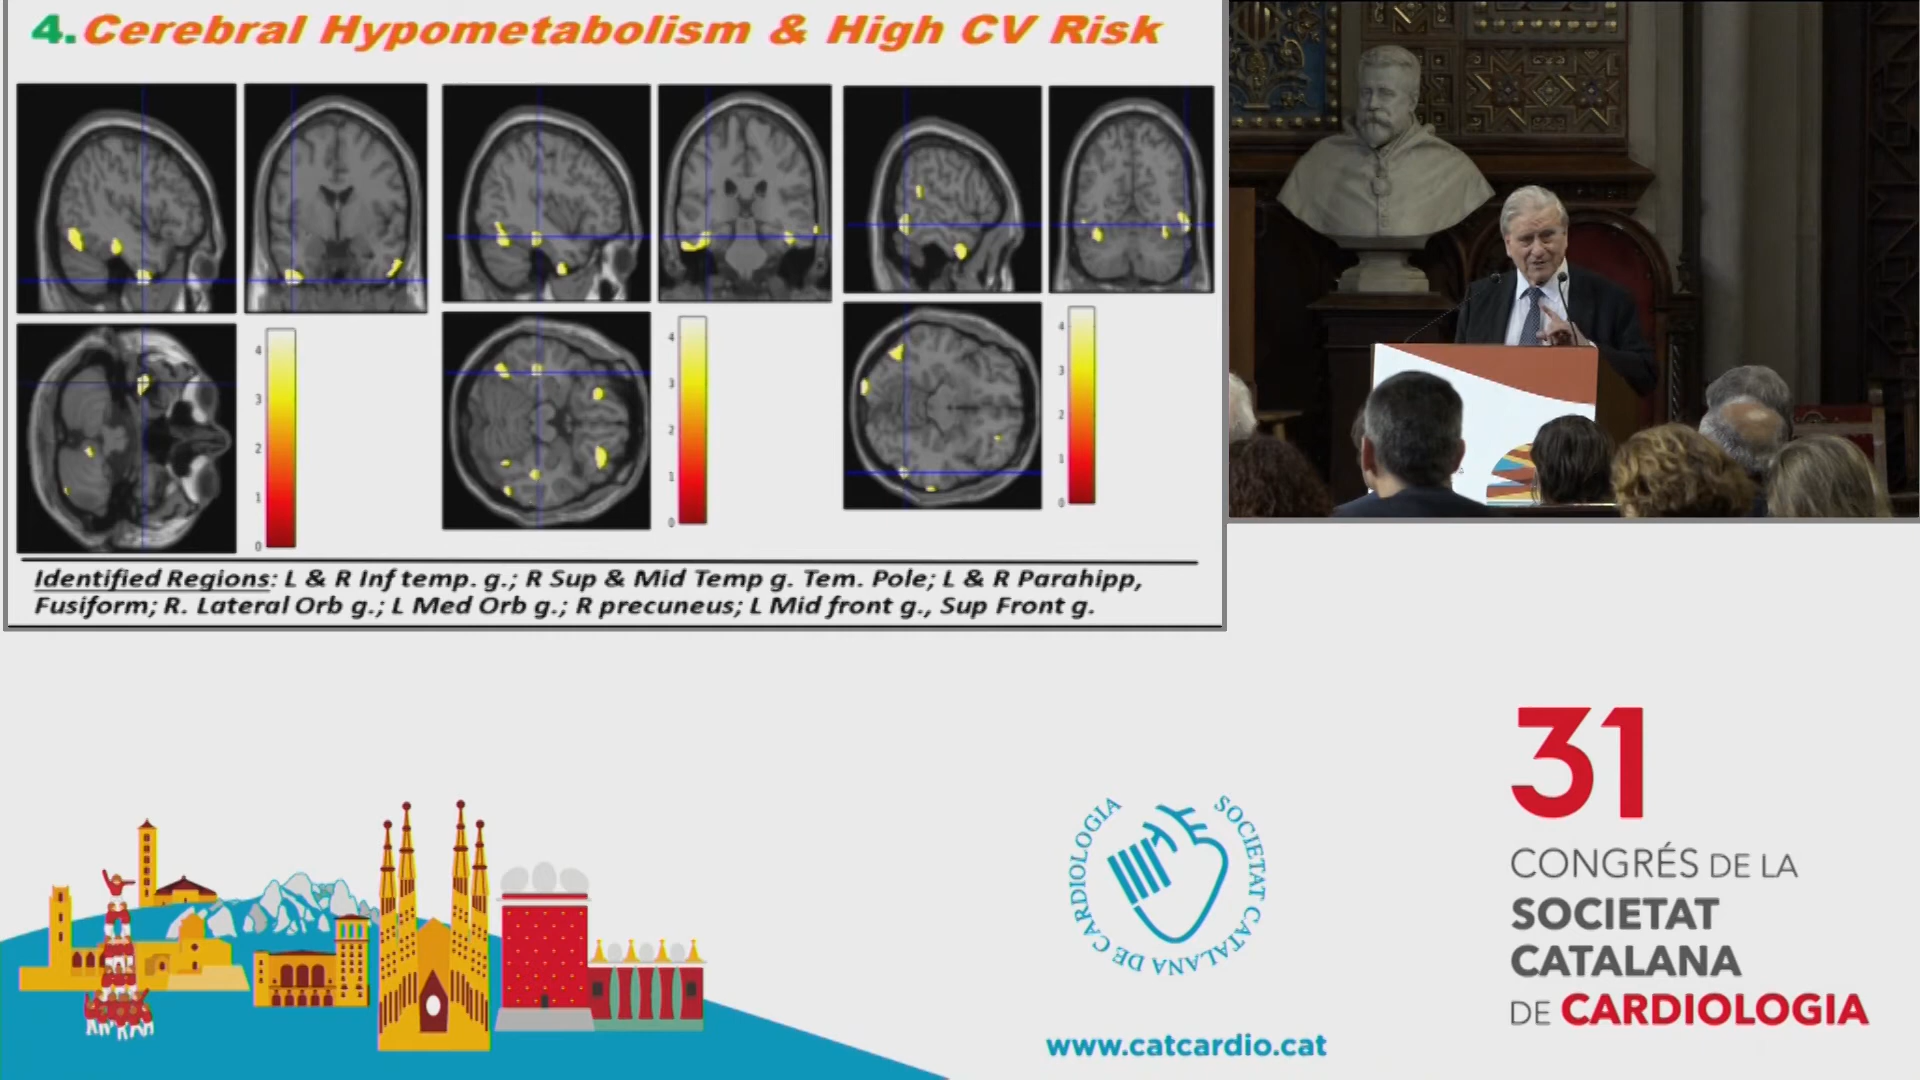 4. Cerebral Hypometabolism & High CV Risk
4
3
2
1
0
4
3
2
1
0
4
3
2
1
0
Identified Regions: L & R Inf temp. g.; R Sup & Mid Temp g. Tem. Pole; L & R Parahipp,
Fusiform; R. Lateral Orb g.; L Med Orb g.; R precuneus; L Mid front g., Sup Front g.
SOCIETAT CATALANA DE CARDIOLOGIA
www.catcardio.cat
31
CONGRÉS DE LA
SOCIETAT
CATALANA
DE CARDIOLOGIA